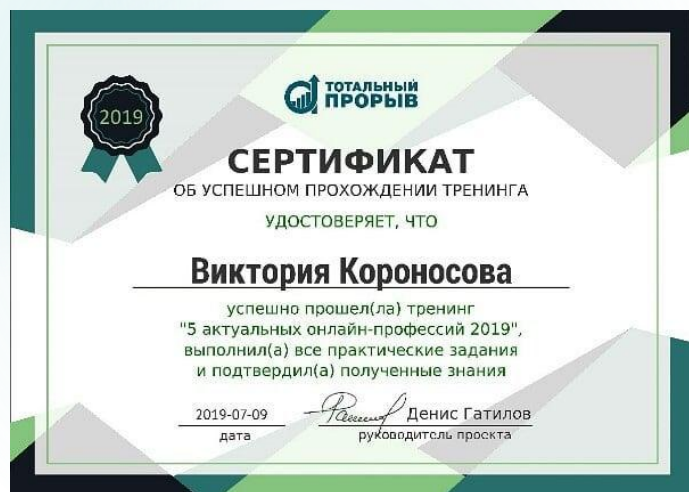 2019
ТОТАЛЬНЫЙ
ПРОРЫВ
СЕРТИФИКАТ
ОБ УСПЕШНОМ ПРОХОЖДЕНИИ ТРЕНИНГА
УДОСТОВЕРЯЕТ, ЧТО
Виктория Короносова
успешно прошел(ла) тренинг
"5 актуальных онлайн-профессий 2019",
выполнил(а) все практические задания
и подтвердил(а) полученные знания
2019-07-09 Денис Гатилов
дата руководитель проекта